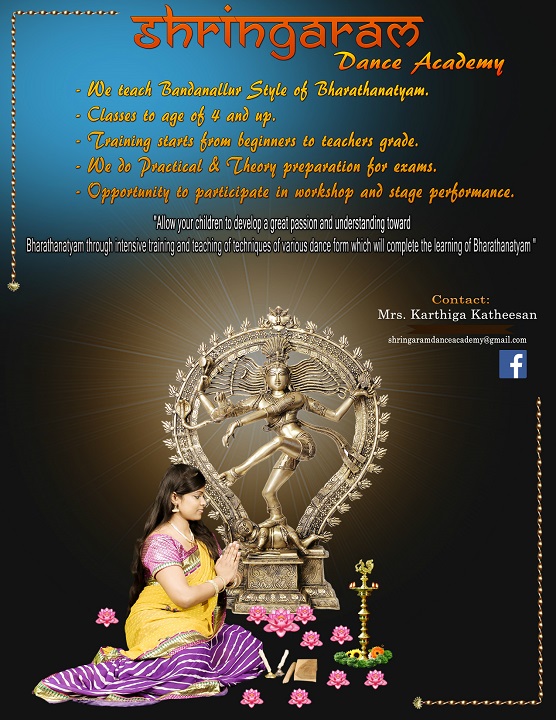 Shringaram
Dance Academy
- We teach Bandanallur Style of Bharathanatyam.
- Classes to age of 4 and up.
- Training starts from beginners to teachers grade.
- We do Practical & Theory preparation for exams.
- Opportunity to participate in workshop and stage performance.
"Allow your children to develop a great passion and understanding toward
Bharathanatyam through intensive training and teaching of techniques of various dance form which will complete the learning of Bharathanatyam "
Contact:
Mrs. Karthiga Katheesan
shringaramdanceacademy@gmail.com
f